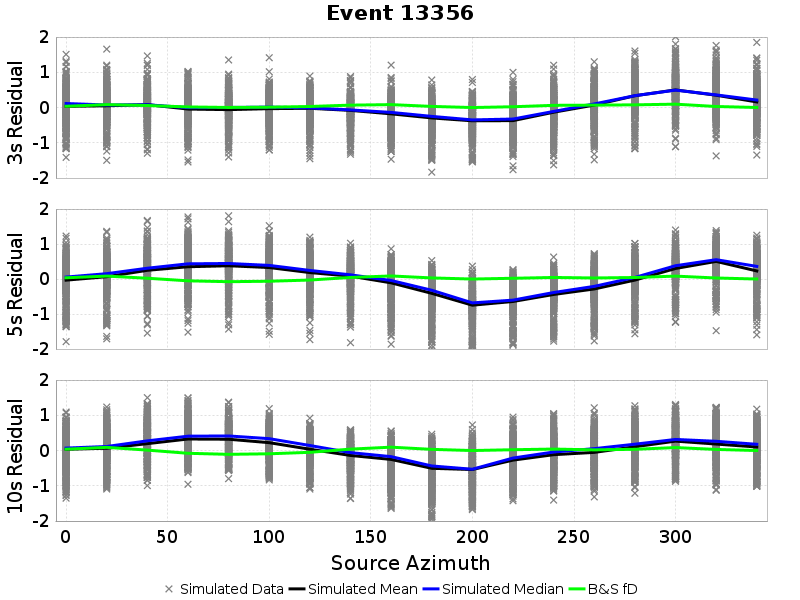 Event 13356
3s Residual
2
1
0
-1
-2
5s Residual
2
1
0
-1
-2
10s Residual
2
1
0
-1
-2
0 50 100 150 200 250 300
Source Azimuth
Simulated Data Simulated Mean Simulated Median B&S fD